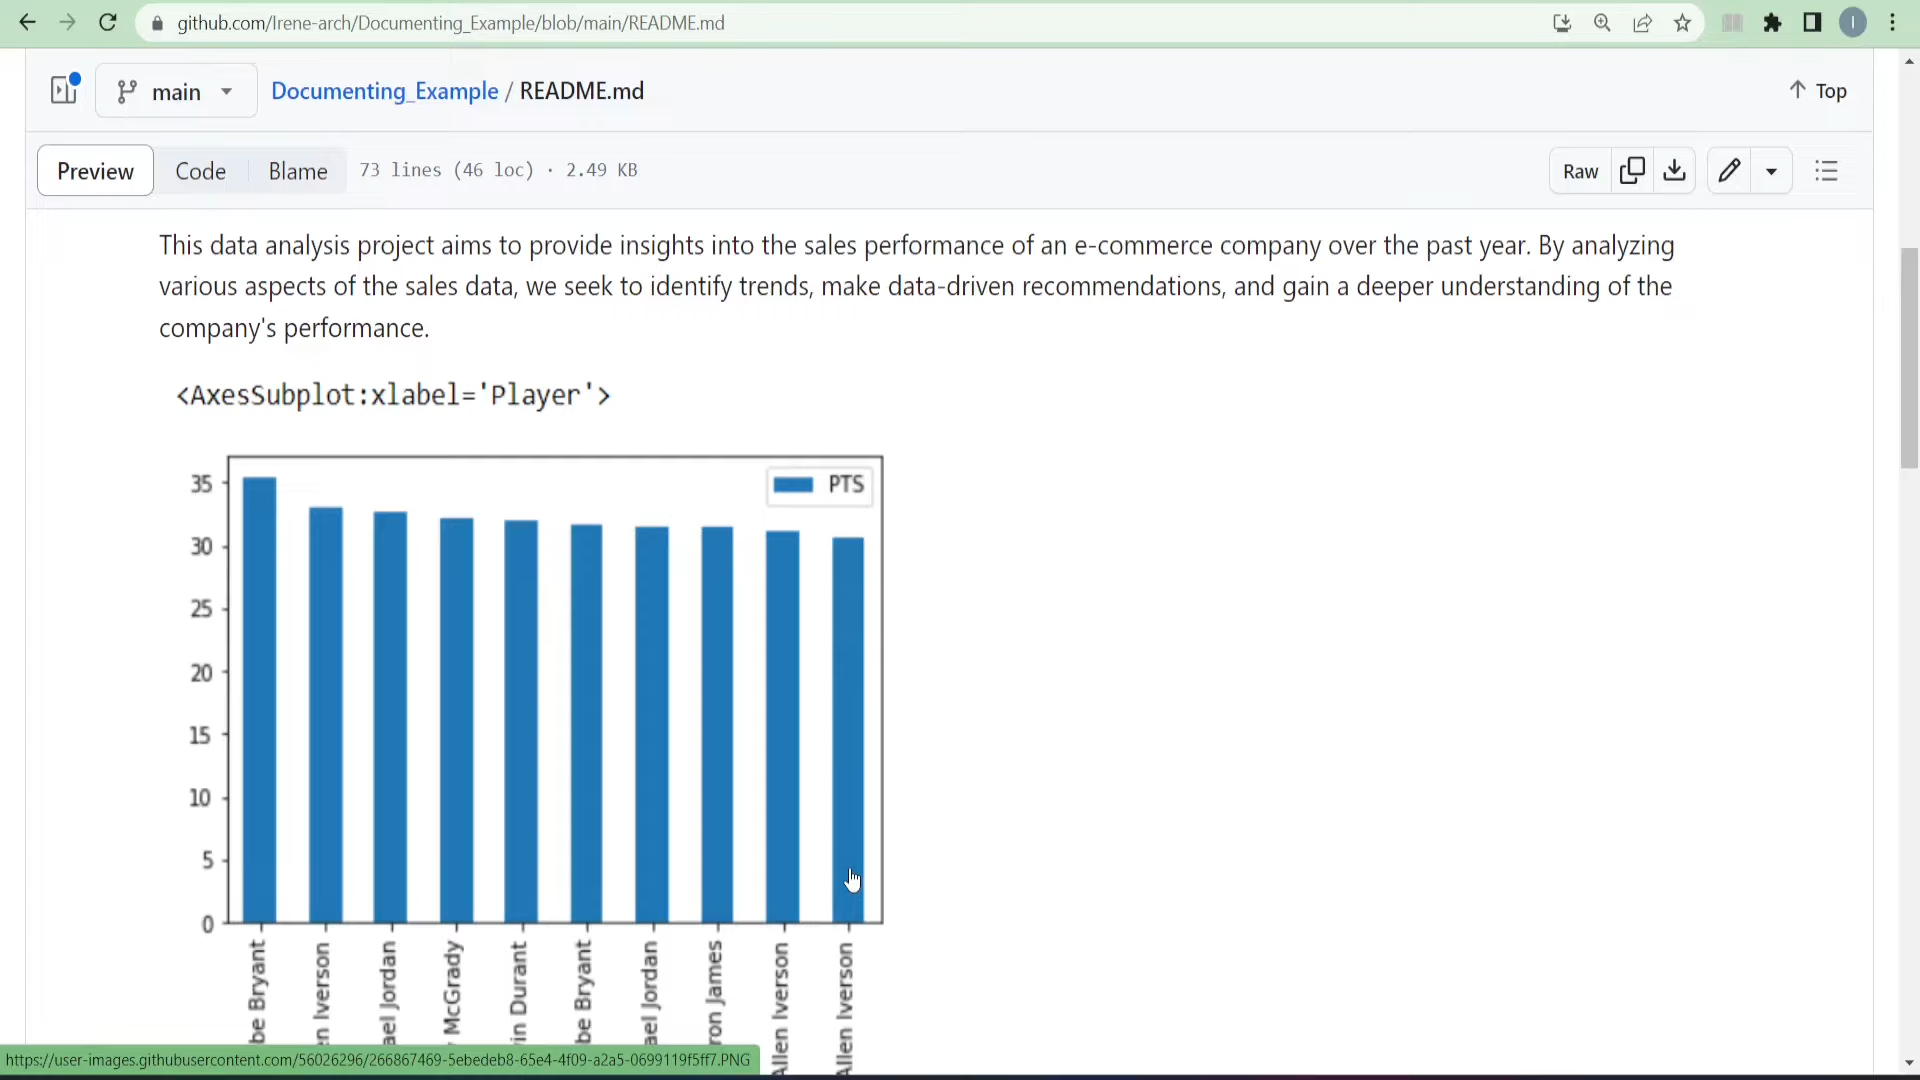 github.com/Irene-arch/Documenting_Example/blob/main/README.md
I
main
Documenting_Example / README.md
Top
Preview
Code
Blame
73 lines (46 loc) · 2.49 KB
Raw
This data analysis project aims to provide insights into the sales performance of an e-commerce company over the past year. By analyzing
various aspects of the sales data, we seek to identify trends, make data-driven recommendations, and gain a deeper understanding of the
company's performance.
<AxesSubplot:xlabel='Player'>
PTS
35
30
25
20
15
10
5
0
be Bryant
en Iverson
ael Jordan
McGrady
in Durant
be Bryant
ael Jordan
ron James
Allen Iverson
Allen Iverson
https://user-images.githubusercontent.com/56026296/266867469-5ebedeb8-65e4-4f09-a2a5-0699119f5ff7.PNG